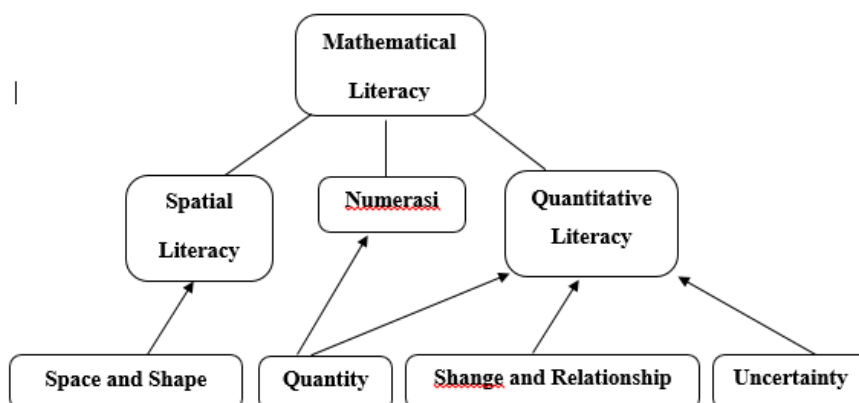 Mathematical
Literacy
Spatial
Literacy
Numerasi
Quantitative
Literacy
Space and Shape
Quantity
Shange and Relationship
Uncertainty